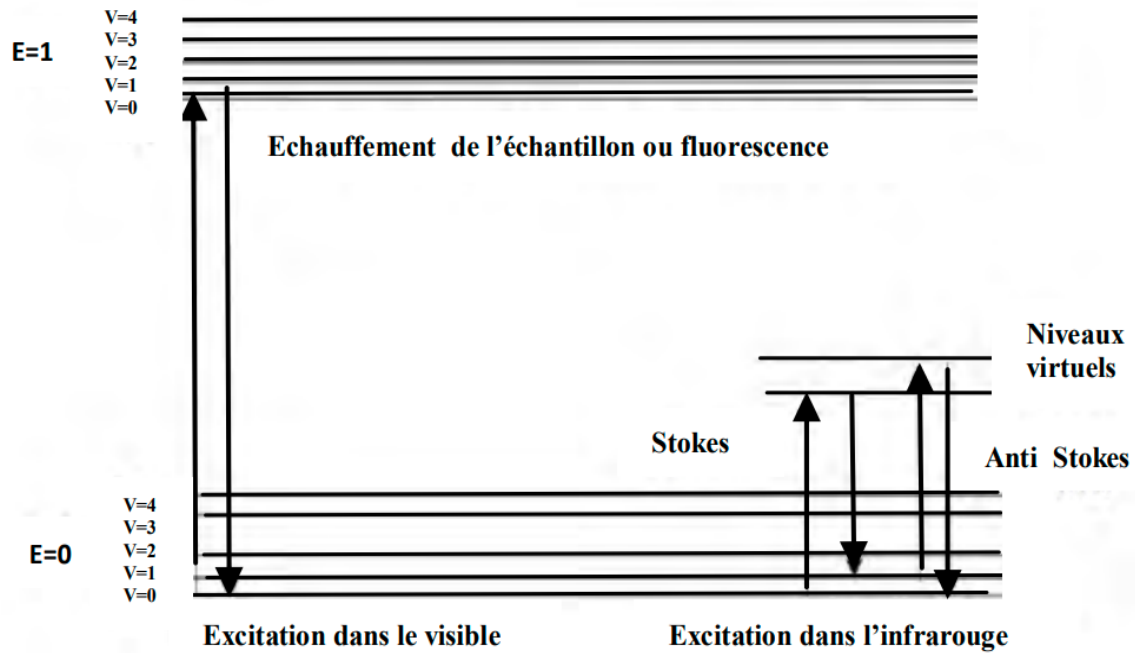 V=4
V=3
E=1
V=2
V=1
V=0
Echauffement de l'échantillon ou fluorescence
Niveaux
virtuels
Stokes
Anti Stokes
V=4
V=3
E=0
V=2
V=1
V=0
Excitation dans le visible
Excitation dans l'infrarouge